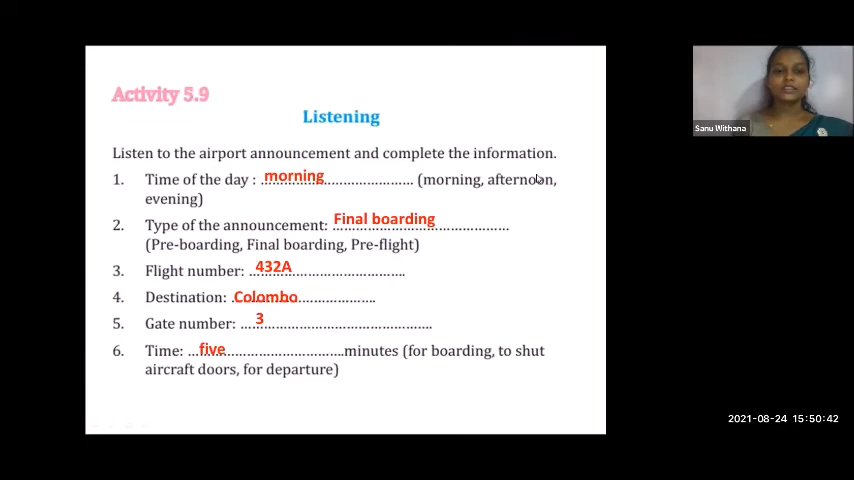 Activity 5.9
Listening
Listen to the airport announcement and complete the information.
1. Time of the day : morning (morning, afternoon,
evening)
2. Type of the announcement: Final boarding
(Pre-boarding, Final boarding, Pre-flight)
3. Flight number: 432A
4. Destination: Colombo
5. Gate number: 3
6. Time: five minutes (for boarding, to shut
aircraft doors, for departure)
Sanu Withana
2021-08-24 15:50:42